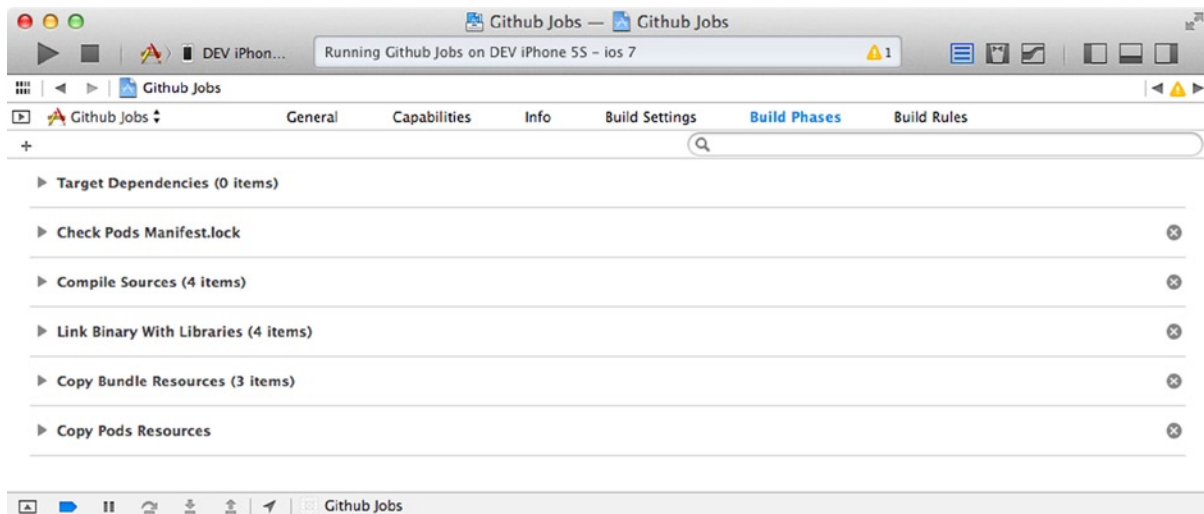 Github Jobs — Github Jobs
DEV iPhon... Running Github Jobs on DEV iPhone 5S – ios 7 1
Github Jobs
Github Jobs General Capabilities Info Build Settings Build Phases Build Rules
+
Target Dependencies (0 items)
Check Pods Manifest.lock
Compile Sources (4 items)
Link Binary With Libraries (4 items)
Copy Bundle Resources (3 items)
Copy Pods Resources
Github Jobs